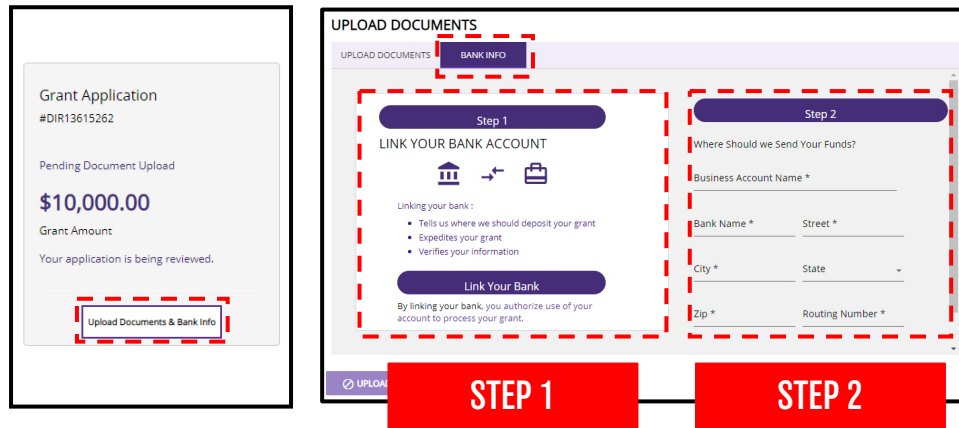 Grant Application
#DIR13615262
Pending Document Upload
$10,000.00
Grant Amount
Your application is being reviewed.
Upload Documents & Bank Info
UPLOAD DOCUMENTS
UPLOAD DOCUMENTS BANK INFO
Step 1
LINK YOUR BANK ACCOUNT
Linking your bank :
• Tells us where we should deposit your grant
• Expedites your grant
• Verifies your information
Link Your Bank
By linking your bank, you authorize use of your
account to process your grant.
Step 2
Where Should we Send Your Funds?
Business Account Name *
Bank Name * Street *
City * State
Zip * Routing Number *
UPLOA
STEP 1
STEP 2